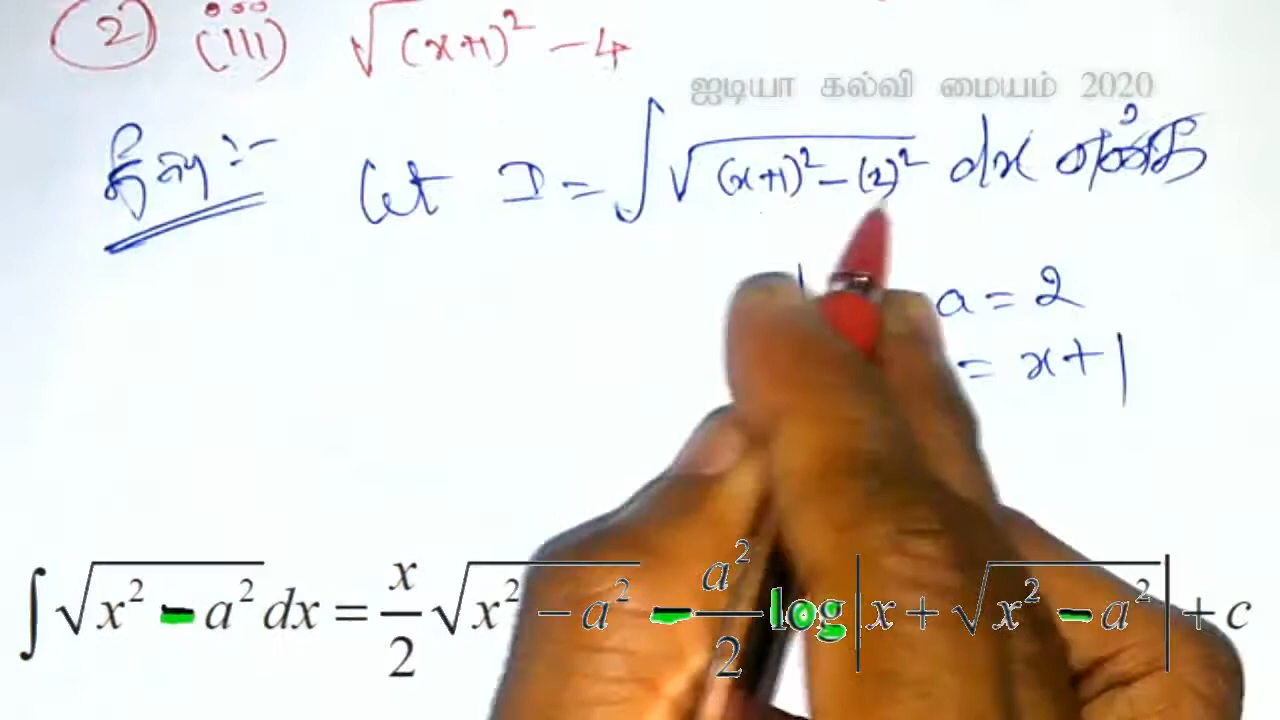 2 (iii) √(x+1)² − 4
ஐடியா கல்வி மையம் 2020
தீர்வு :- Let I = ∫ √(x+1)² − (2)² dx என்க
a = 2
= x + 1
∫ √x² − a² dx = x/2 √x² − a² − a²/2 log |x + √x² − a²| + c